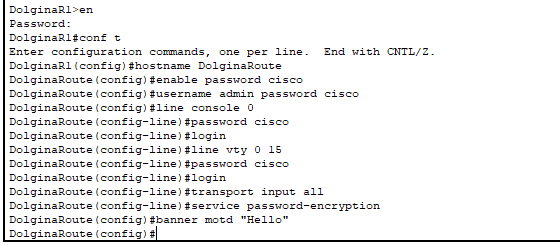 DolginaR1>en
Password:
DolginaR1#conf t
Enter configuration commands, one per line.  End with CNTL/Z.
DolginaR1(config)#hostname DolginaRoute
DolginaRoute(config)#enable password cisco
DolginaRoute(config)#username admin password cisco
DolginaRoute(config)#line console 0
DolginaRoute(config-line)#password cisco
DolginaRoute(config-line)#login
DolginaRoute(config-line)#line vty 0 15
DolginaRoute(config-line)#password cisco
DolginaRoute(config-line)#login
DolginaRoute(config-line)#transport input all
DolginaRoute(config-line)#service password-encryption
DolginaRoute(config)#banner motd "Hello"
DolginaRoute(config)#